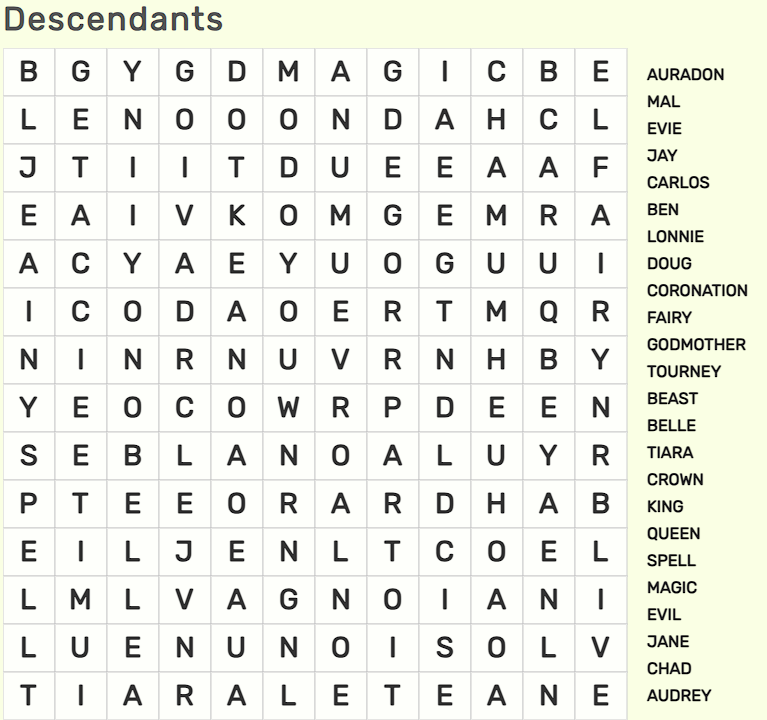 Descendants
B G Y G D M A G I C B E
L E N O O O N D A H C L
J T I I T D U E E A A F
E A I V K O M G E M R A
A C Y A E Y U O G U U I
I C O D A O E R T M Q R
N I N R N U V R N H B Y
Y E O C O W R P D E E N
S E B L A N O A L U Y R
P T E E O R A R D H A B
E I L J E N L T C O E L
L M L V A G N O I A N I
L U E N U N O I S O L V
T I A R A L E T E A N E
AURADON
MAL
EVIE
JAY
CARLOS
BEN
LONNIE
DOUG
CORONATION
FAIRY
GODMOTHER
TOURNEY
BEAST
BELLE
TIARA
CROWN
KING
QUEEN
SPELL
MAGIC
EVIL
JANE
CHAD
AUDREY